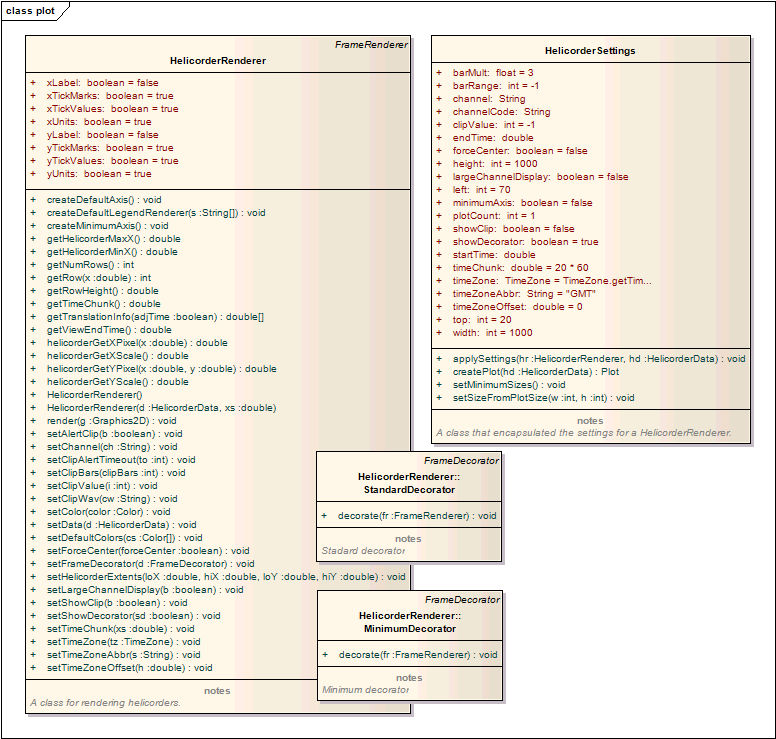 class plot
FrameRenderer
HelicorderRenderer
+ xLabel: boolean = false
+ xTickMarks: boolean = true
+ xTickValues: boolean = true
+ xUnits: boolean = true
+ yLabel: boolean = false
+ yTickMarks: boolean = true
+ yTickValues: boolean = true
+ yUnits: boolean = true
+ createDefaultAxis() : void
+ createDefaultLegendRenderer(s :String[]) : void
+ createMinimumAxis() : void
+ getHelicorderMaxX() : double
+ getHelicorderMinX() : double
+ getNumRows() : int
+ getRow(x :double) : int
+ getRowHeight() : double
+ getTimeChunk() : double
+ getTranslationInfo(adjTime :boolean) : double[]
+ getViewEndTime() : double
+ helicorderGetXPixel(x :double) : double
+ helicorderGetXScale() : double
+ helicorderGetYPixel(x :double, y :double) : double
+ helicorderGetYScale() : double
+ HelicorderRenderer()
+ HelicorderRenderer(d :HelicorderData, xs :double)
+ render(g :Graphics2D) : void
+ setAlertClip(b :boolean) : void
+ setChannel(ch :String) : void
+ setClipAlertTimeout(to :int) : void
+ setClipBars(clipBars :int) : void
+ setClipValue(i :int) : void
+ setClipWav(cw :String) : void
+ setColor(color :Color) : void
+ setData(d :HelicorderData) : void
+ setDefaultColors(cs :Color[]) : void
+ setForceCenter(forceCenter :boolean) : void
+ setFrameDecorator(d :FrameDecorator) : void
+ setHelicorderExtents(loX :double, hiX :double, loY :double, hiY :double) : void
+ setLargeChannelDisplay(b :boolean) : void
+ setShowClip(b :boolean) : void
+ setShowDecorator(sd :boolean) : void
+ setTimeChunk(xs :double) : void
+ setTimeZone(tz :TimeZone) : void
+ setTimeZoneAbbr(s :String) : void
+ setTimeZoneOffset(h :double) : void
notes
A class for rendering helicorders.
HelicorderSettings
+ barMult: float = 3
+ barRange: int = -1
+ channel: String
+ channelCode: String
+ clipValue: int = -1
+ endTime: double
+ forceCenter: boolean = false
+ height: int = 1000
+ largeChannelDisplay: boolean = false
+ left: int = 70
+ minimumAxis: boolean = false
+ plotCount: int = 1
+ showClip: boolean = false
+ showDecorator: boolean = true
+ startTime: double
+ timeChunk: double = 20 * 60
+ timeZone: TimeZone = TimeZone.getTim...
+ timeZoneAbbr: String = "GMT"
+ timeZoneOffset: double = 0
+ top: int = 20
+ width: int = 1000
+ applySettings(hr :HelicorderRenderer, hd :HelicorderData) : void
+ createPlot(hd :HelicorderData) : Plot
+ setMinimumSizes() : void
+ setSizeFromPlotSize(w :int, h :int) : void
notes
A class that encapsulated the settings for a HelicorderRenderer.
FrameDecorator
HelicorderRenderer::
StandardDecorator
+ decorate(fr :FrameRenderer) : void
notes
Stadard decorator
FrameDecorator
HelicorderRenderer::
MinimumDecorator
+ decorate(fr :FrameRenderer) : void
notes
Minimum decorator